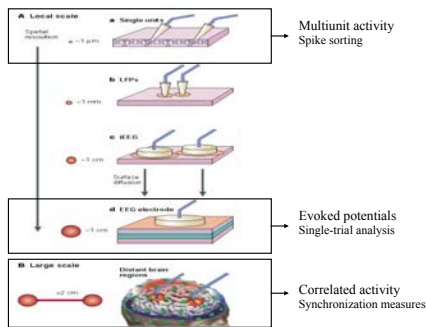 A Local scale
a Single units
Spatial
resolution
~1 µm
b LFPs
~1 mm
c iEEG
~1 cm
Surface
diffusion
d EEG electrode
~1 cm
B Large scale
Distant brain
regions
>2 cm
Multiunit activity
Spike sorting
Evoked potentials
Single-trial analysis
Correlated activity
Synchronization measures